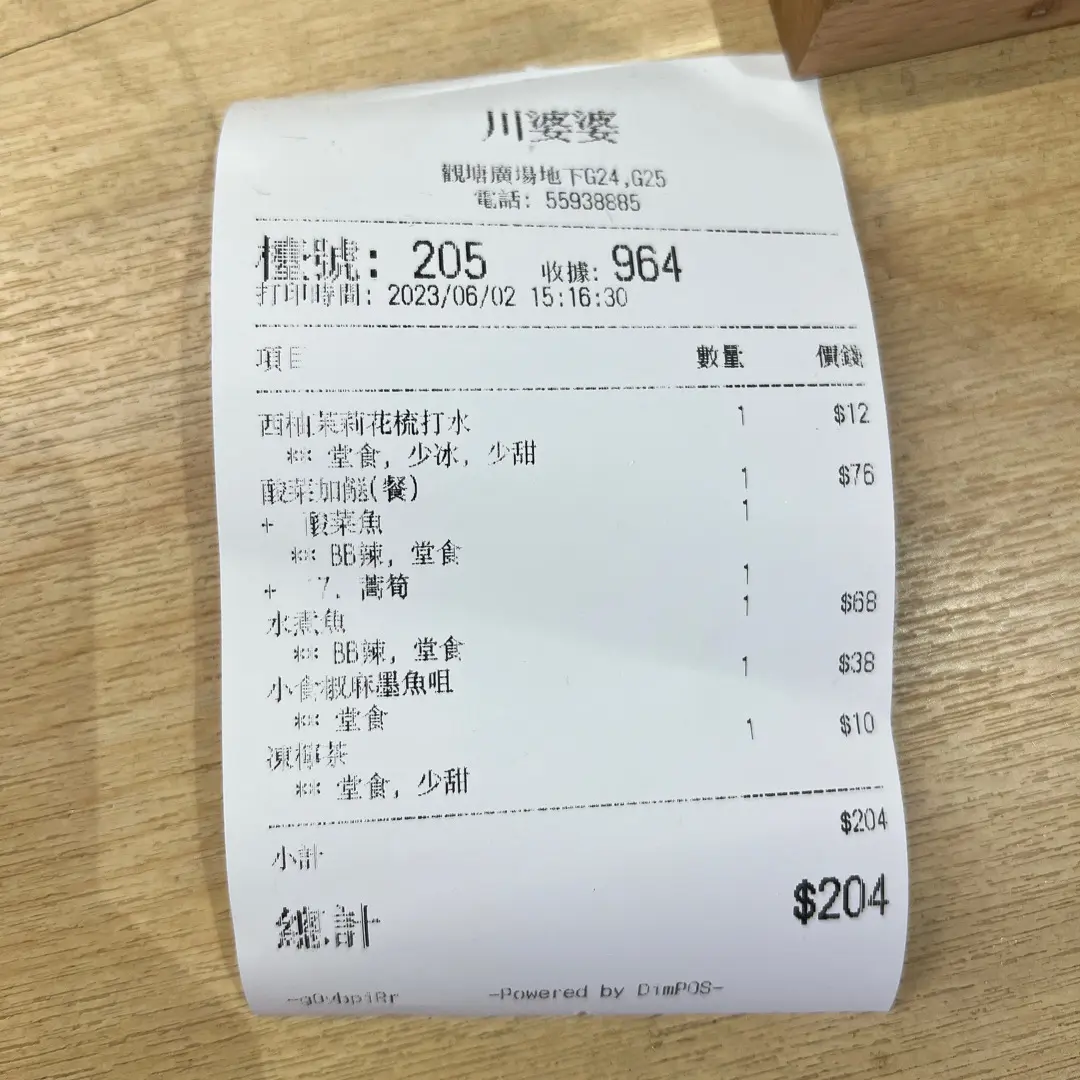 川婆婆
觀塘廣場地下G24,G25
電話: 55938885
檯號: 205 收據: 964
打印時間: 2023/06/02 15:16:30
項目 數量 價錢
西柚茉莉花梳打水 1 $12
** 堂食, 少冰, 少甜
酸菜加餸(餐) 1 $76
+ 酸菜魚 1
** BB辣, 堂食
+ 7. 萵筍 1
水煮魚 1 $68
** BB辣, 堂食
小食椒麻墨魚咀 1 $38
** 堂食
凍檸茶 1 $10
** 堂食, 少甜
小計 $204
總計 $204
-Powered by DimPOS-